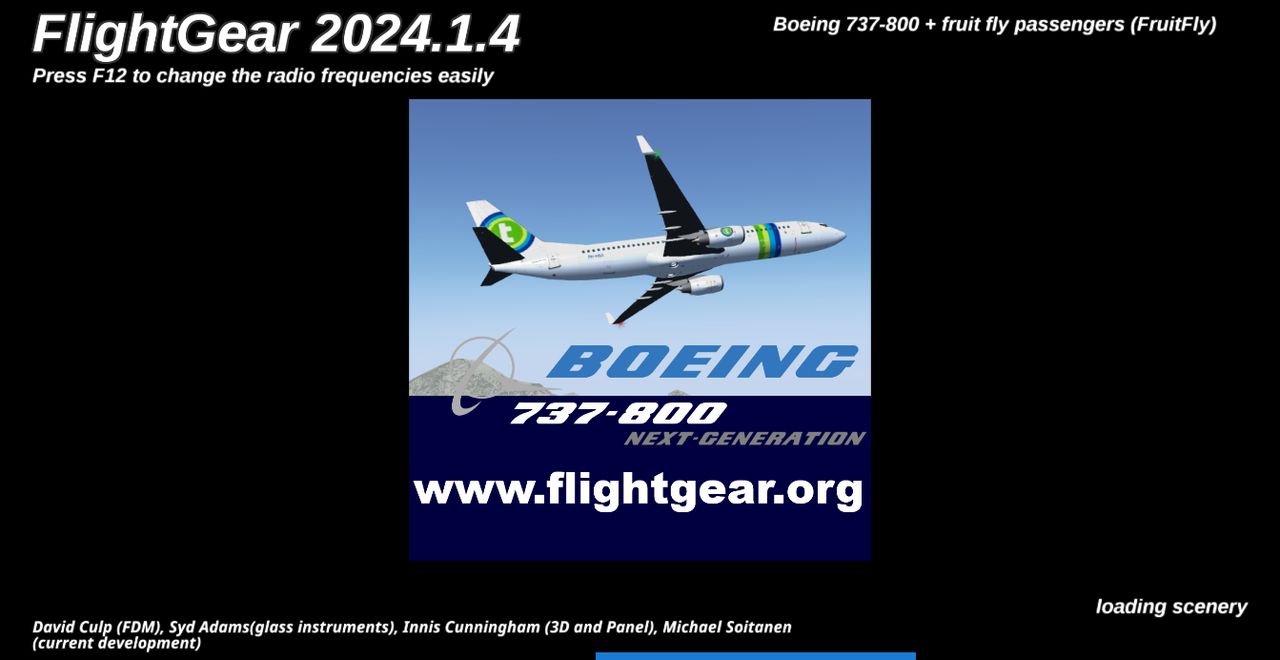 FlightGear 2024.1.4
Boeing 737-800 + fruit fly passengers (FruitFly)
Press F12 to change the radio frequencies easily
t
BOEING
737-800
NEXT-GENERATION
www.flightgear.org
loading scenery
David Culp (FDM), Syd Adams(glass instruments), Innis Cunningham (3D and Panel), Michael Soitanen
(current development)